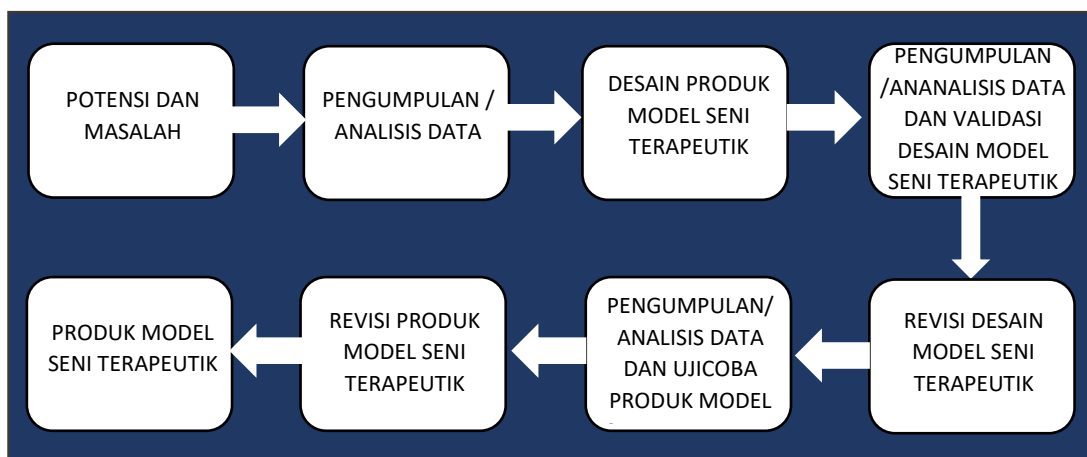 POTENSI DAN
MASALAH
PENGUMPULAN /
ANALISIS DATA
DESAIN PRODUK
MODEL SENI
TERAPEUTIK
PENGUMPULAN
/ANANALISIS DATA
DAN VALIDASI
DESAIN MODEL
SENI TERAPEUTIK
REVISI DESAIN
MODEL SENI
TERAPEUTIK
PENGUMPULAN/
ANALISIS DATA
DAN UJICOBA
PRODUK MODEL
REVISI PRODUK
MODEL SENI
TERAPEUTIK
PRODUK MODEL
SENI TERAPEUTIK